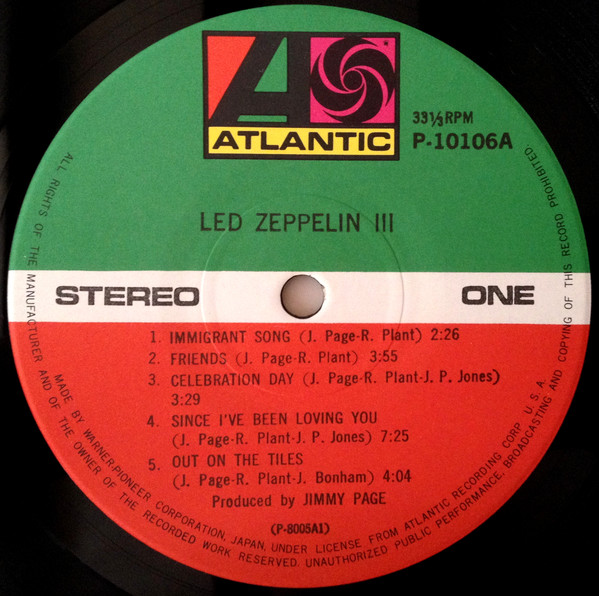 ATLANTIC
33⅓RPM
P-10106A
LED ZEPPELIN III
STEREO
ONE
1. IMMIGRANT SONG (J. Page-R. Plant) 2:26
2. FRIENDS (J. Page-R. Plant) 3:55
3. CELEBRATION DAY (J. Page-R. Plant-J. P. Jones)
3:29
4. SINCE I'VE BEEN LOVING YOU
(J. Page-R. Plant-J. P. Jones) 7:25
5. OUT ON THE TILES
(J. Page-R. Plant-J. Bonham) 4:04
Produced by JIMMY PAGE
(P-8005A1)
MADE BY WARNER-PIONEER CORPORATION, JAPAN, UNDER LICENSE FROM ATLANTIC RECORDING CORP. U.S.A.
ALL RIGHTS OF THE MANUFACTURER AND OF THE OWNER OF THE RECORDED WORK RESERVED. UNAUTHORIZED PUBLIC PERFORMANCE, BROADCASTING AND COPYING OF THIS RECORD PROHIBITED.